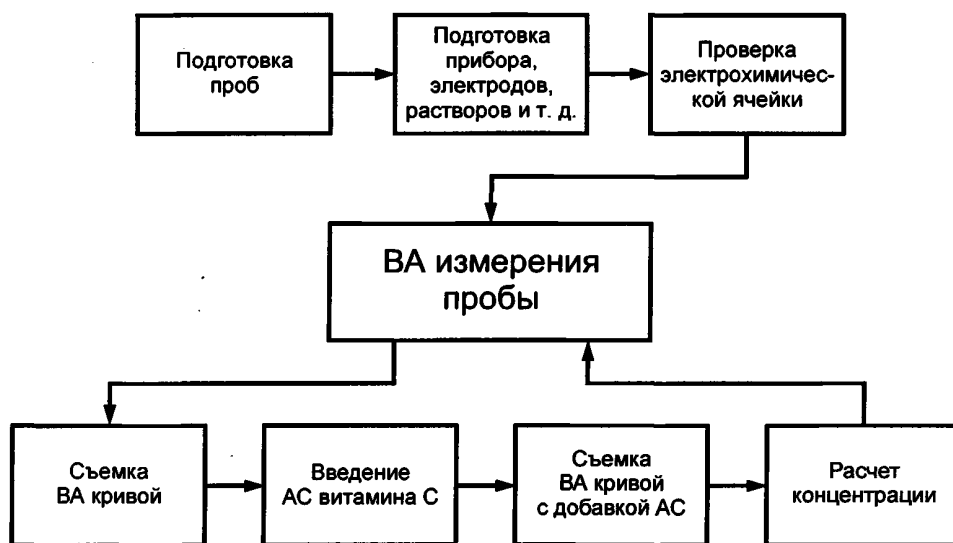 Подготовка
проб
Подготовка
прибора,
электродов,
растворов и т. д.
Проверка
электрохимичес-
кой ячейки
ВА измерения
пробы
Съемка
ВА кривой
Введение
АС витамина С
Съемка
ВА кривой
с добавкой АС
Расчет
концентрации